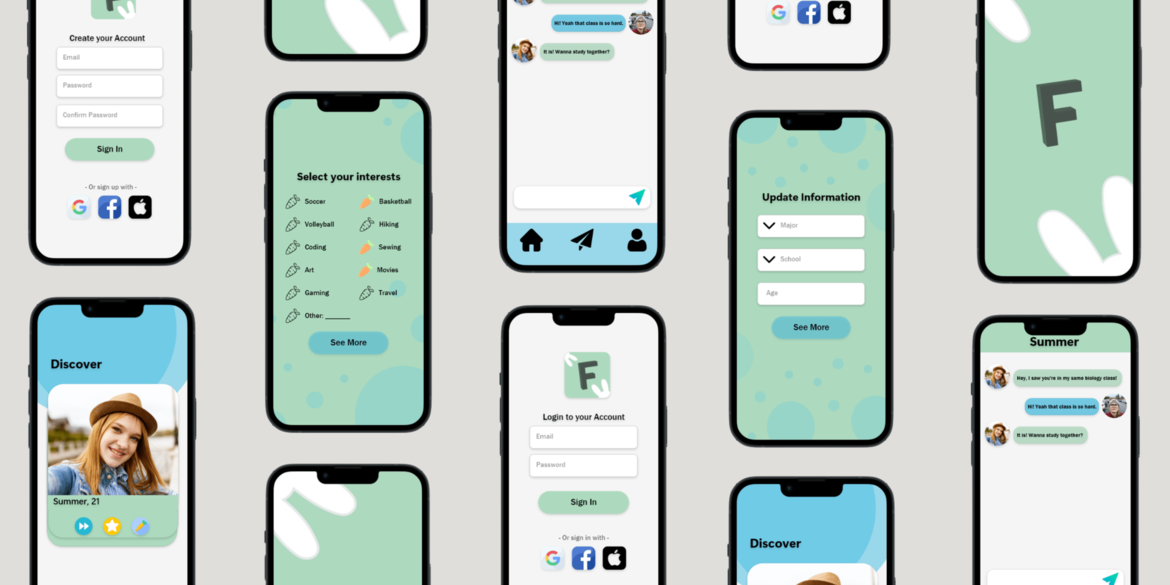 Create your Account
Email
Password
Confirm Password
Sign In
- Or sign up with -
G
f
Discover
Summer, 21
Select your interests
Soccer
Basketball
Volleyball
Hiking
Coding
Sewing
Art
Movies
Gaming
Travel
Other: ______
See More
Hi! Yeah that class is so hard.
It is! Wanna study together?
F
Login to your Account
Email
Password
Sign In
- Or sign in with -
G
f
G
f
Update Information
Major
School
Age
See More
Discover
F
Summer
Hey, I saw you're in my same biology class!
Hi! Yeah that class is so hard.
It is! Wanna study together?